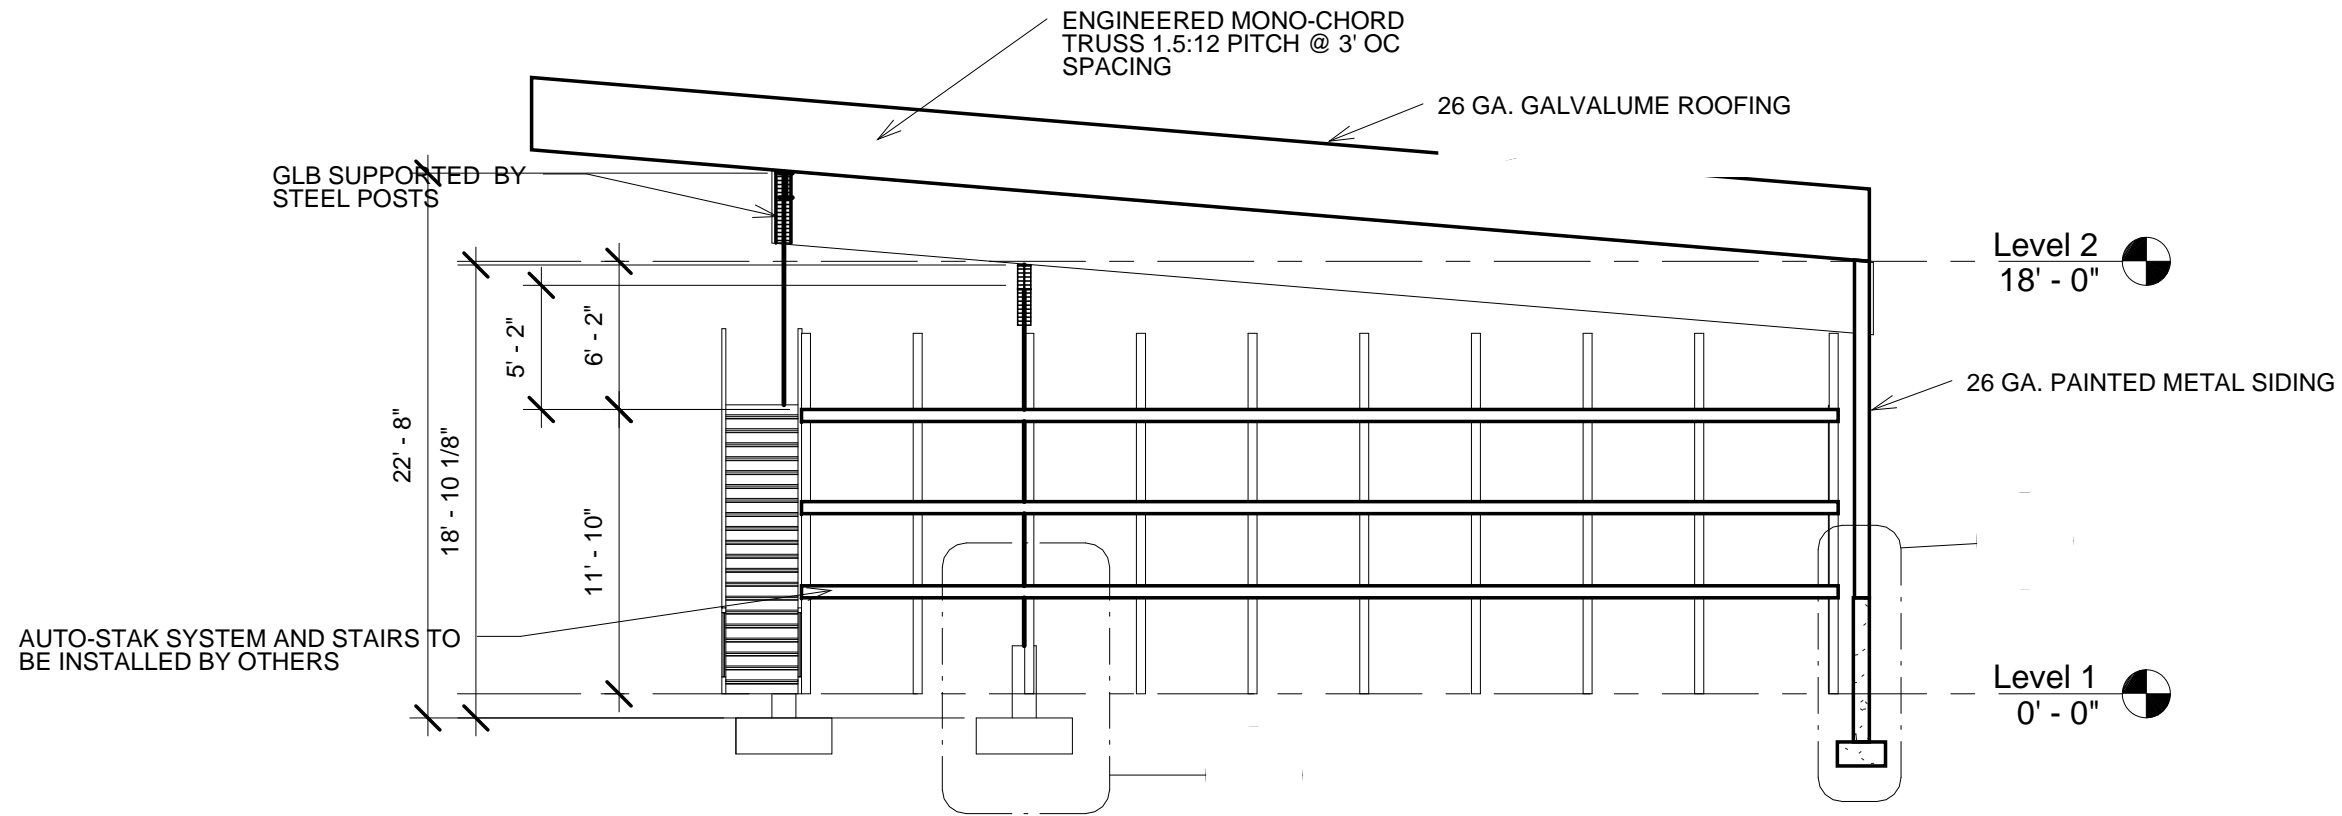 ENGINEERED MONO-CHORD
TRUSS 1.5:12 PITCH @ 3' OC
SPACING
26 GA. GALVALUME ROOFING
GLB SUPPORTED BY
STEEL POSTS
Level 2
18' - 0"
5' - 2"
6' - 2"
26 GA. PAINTED METAL SIDING
22' - 8"
18' - 10 1/8"
11' - 10"
AUTO-STAK SYSTEM AND STAIRS TO
BE INSTALLED BY OTHERS
Level 1
0' - 0"